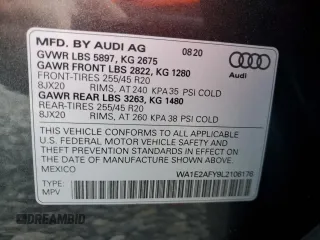 MFD.BY AUDI AG 08.20
GVWR LBS 5897, KG 2675
GAWR FRONT LBS 2822, KG 1280
FRONT-TIRES 255/45 R20
8JX20 RIMS, AT 240 KPA 35 PSI COLD
GAWR REAR LBS 3263, KG 1480
REAR-TIRES 255/45 R20
8JX20 RIMS, AT 260 KPA 38 PSI COLD
Audi
THIS VEHICLE CONFORMS TO ALL APPLICABLE
U.S. FEDERAL MOTOR VEHICLE SAFETY AND
THEFT PREVENTION STANDARDS IN EFFECT ON
THE DATE OF MANUFACTURE SHOWN ABOVE.
MEXICO
WA1E2AFY9L2106176
TYPE:
MPV
DREAMBID